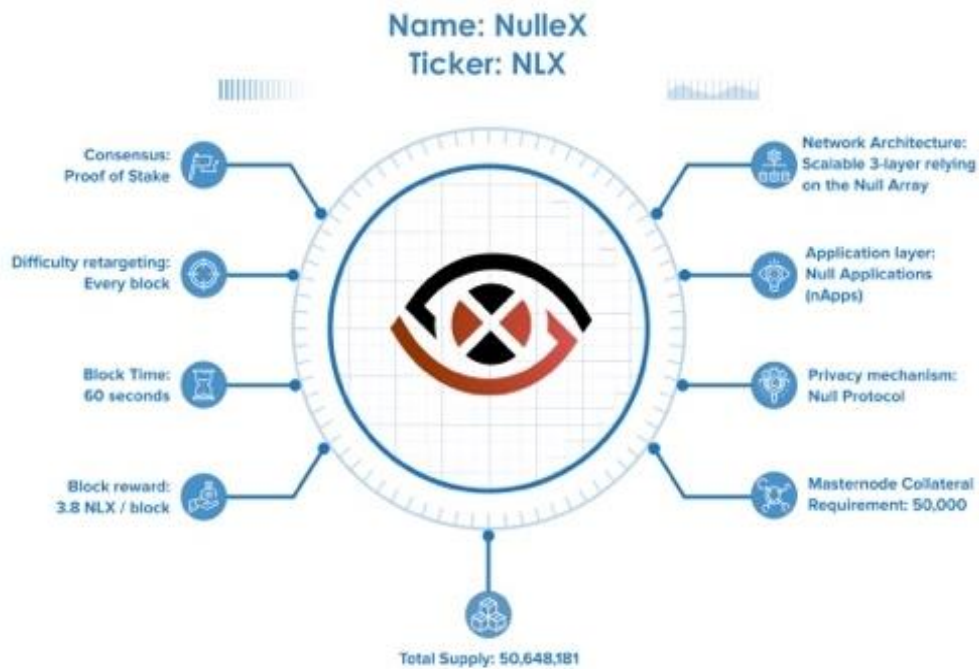 Name: NulleX
Ticker: NLX
Consensus:
Proof of Stake
Difficulty retargeting:
Every block
Block Time:
60 seconds
Block reward:
3.8 NLX / block
Network Architecture:
Scalable 3-layer relying
on the Null Array
Application layer:
Null Applications
(nApps)
Privacy mechanism:
Null Protocol
Masternode Collateral
Requirement: 50,000
Total Supply: 50,648,181